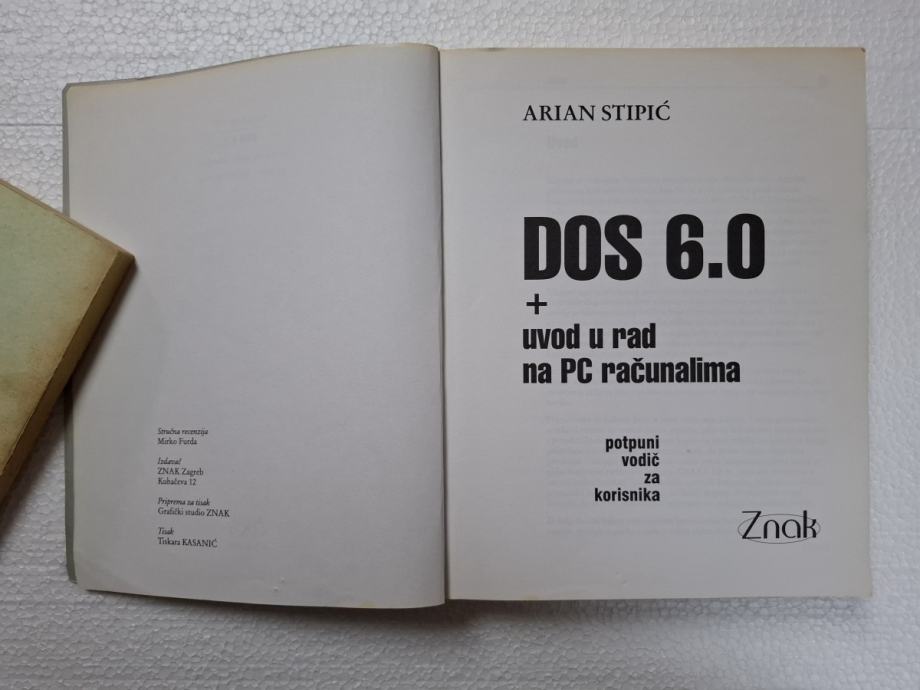 Stručna recenzija
Mirko Furda
Izdavač
ZNAK Zagreb
Kobačeva 12
Priprema za tisak
Grafički studio ZNAK
Tisak
Tiskara KASANIĆ
ARIAN STIPIĆ
DOS 6.0
+
uvod u rad
na PC računalima
potpuni
vodič
za
korisnika
Znak